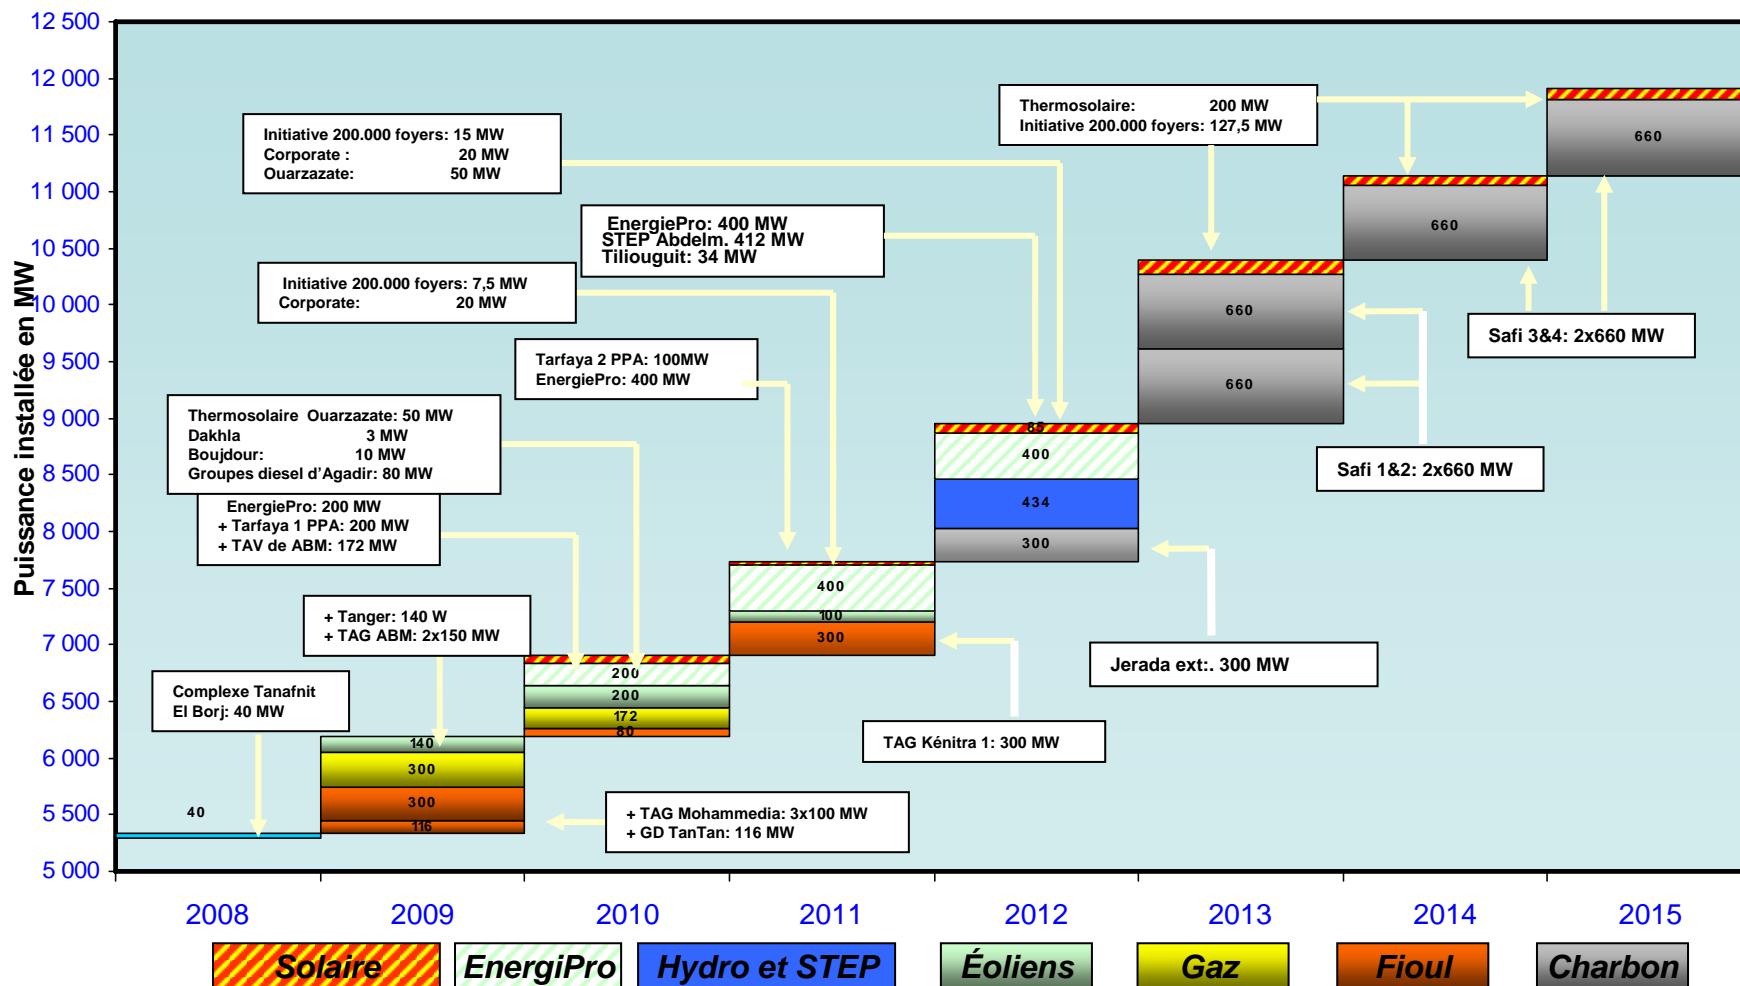 Puissance installée en MW
12 500
12 000
11 500
11 000
10 500
10 000
9 500
9 000
8 500
8 000
7 500
7 000
6 500
6 000
5 500
5 000
Initiative 200.000 foyers: 15 MW
Corporate : 20 MW
Ouarzazate: 50 MW
Thermosolaire: 200 MW
Initiative 200.000 foyers: 127,5 MW
EnergiePro: 400 MW
STEP Abdelm. 412 MW
Tiliouguit: 34 MW
Initiative 200.000 foyers: 7,5 MW
Corporate: 20 MW
Tarfaya 2 PPA: 100MW
EnergiePro: 400 MW
Thermosolaire Ouarzazate: 50 MW
Dakhla 3 MW
Boujdour: 10 MW
Groupes diesel d'Agadir: 80 MW
EnergiePro: 200 MW
+ Tarfaya 1 PPA: 200 MW
+ TAV de ABM: 172 MW
+ Tanger: 140 W
+ TAG ABM: 2x150 MW
Complexe Tanafnit
El Borj: 40 MW
Safi 3&4: 2x660 MW
Safi 1&2: 2x660 MW
Jerada ext:. 300 MW
TAG Kénitra 1: 300 MW
+ TAG Mohammedia: 3x100 MW
+ GD TanTan: 116 MW
40
140
300
300
116
200
200
172
80
400
100
300
85
400
434
300
660
660
660
660
2008 2009 2010 2011 2012 2013 2014 2015
Solaire EnergiPro Hydro et STEP Éoliens Gaz Fioul Charbon